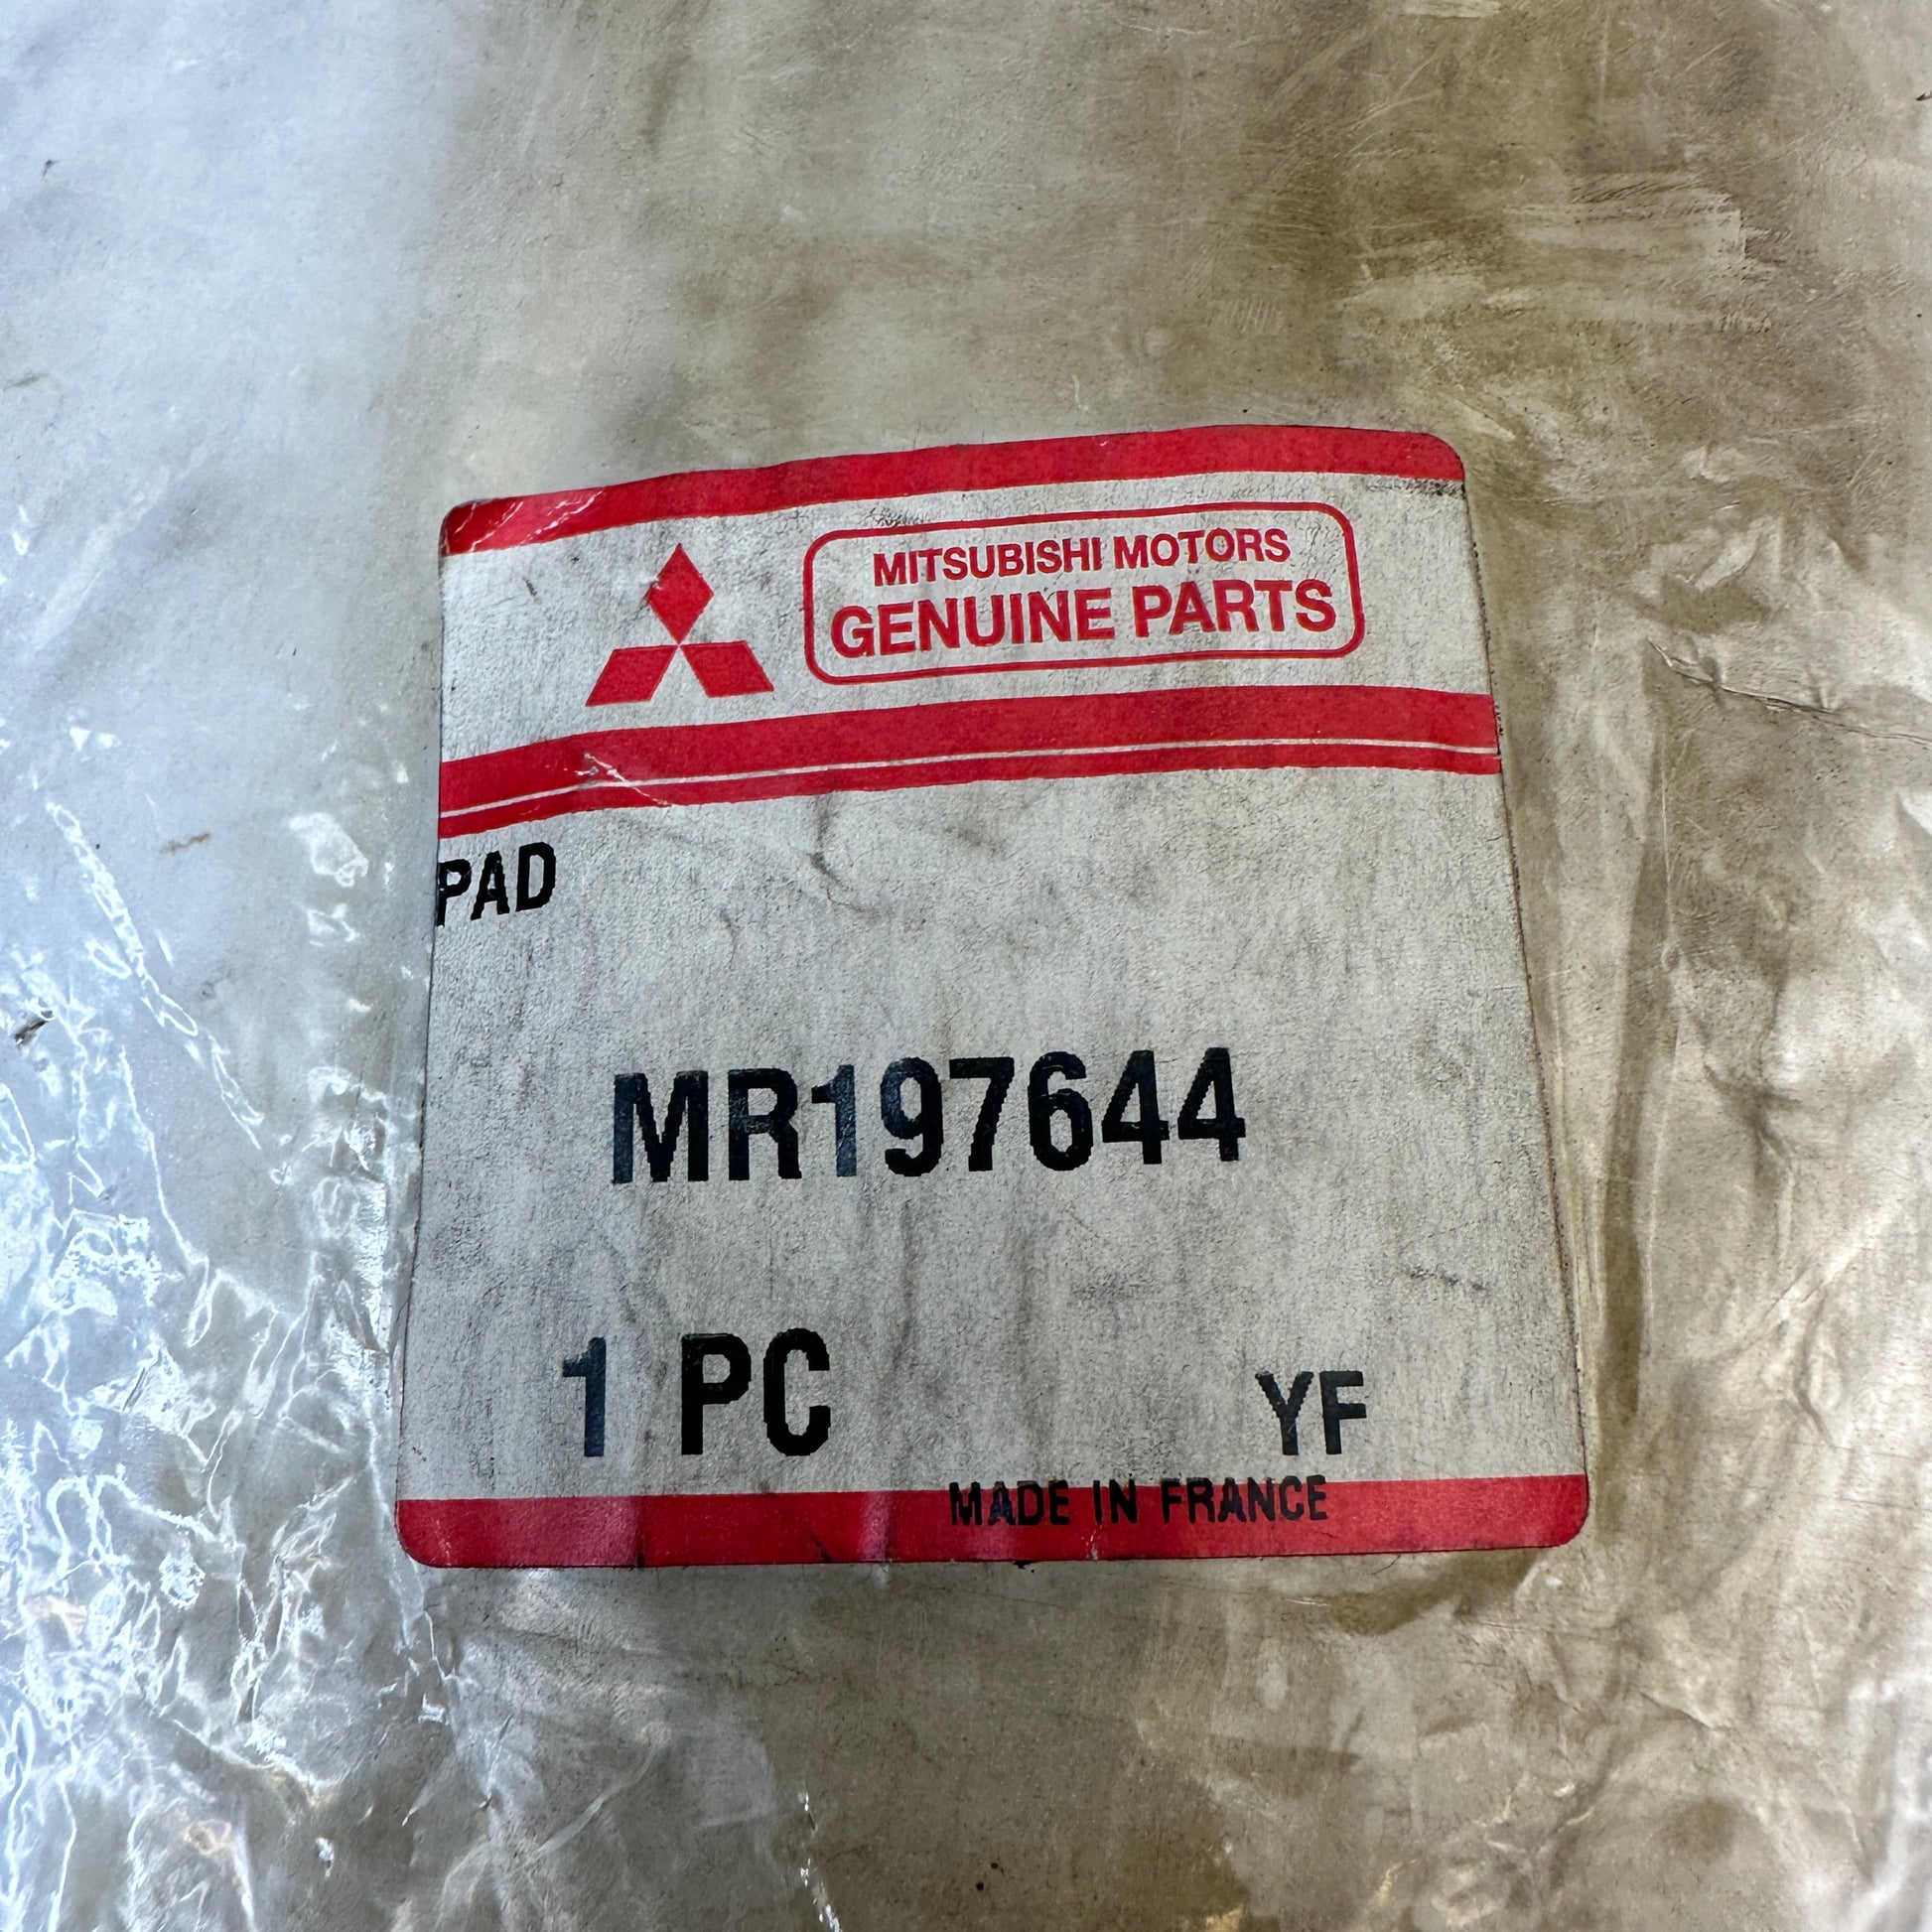 MITSUBISHI MOTORS
GENUINE PARTS
PAD
MR197644
1 PC YF
MADE IN FRANCE